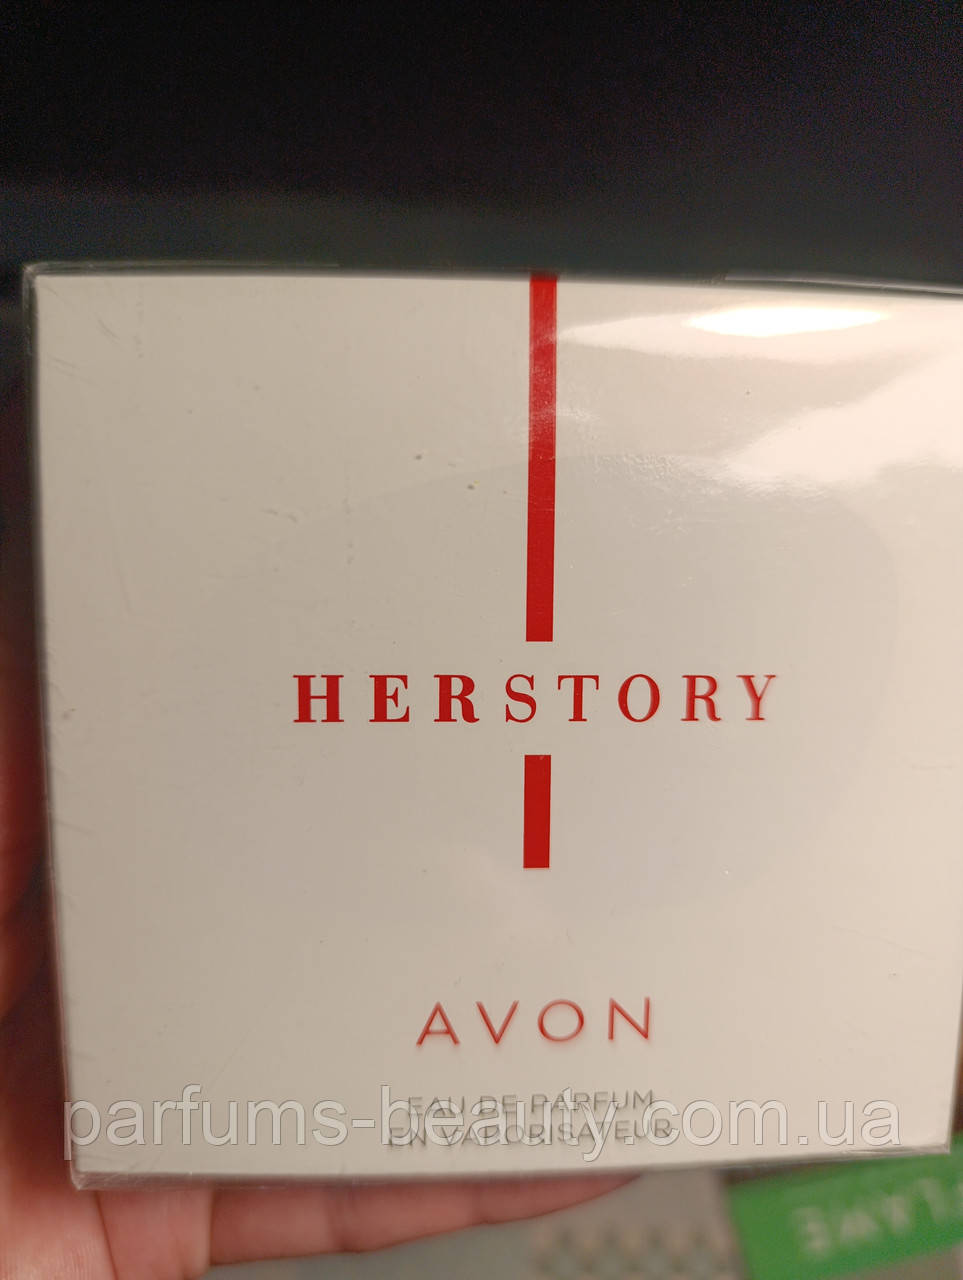 HERSTORY
AVON
EAU DE PARFUM
EN VAPORISATEUR
parfums-beauty.com.ua